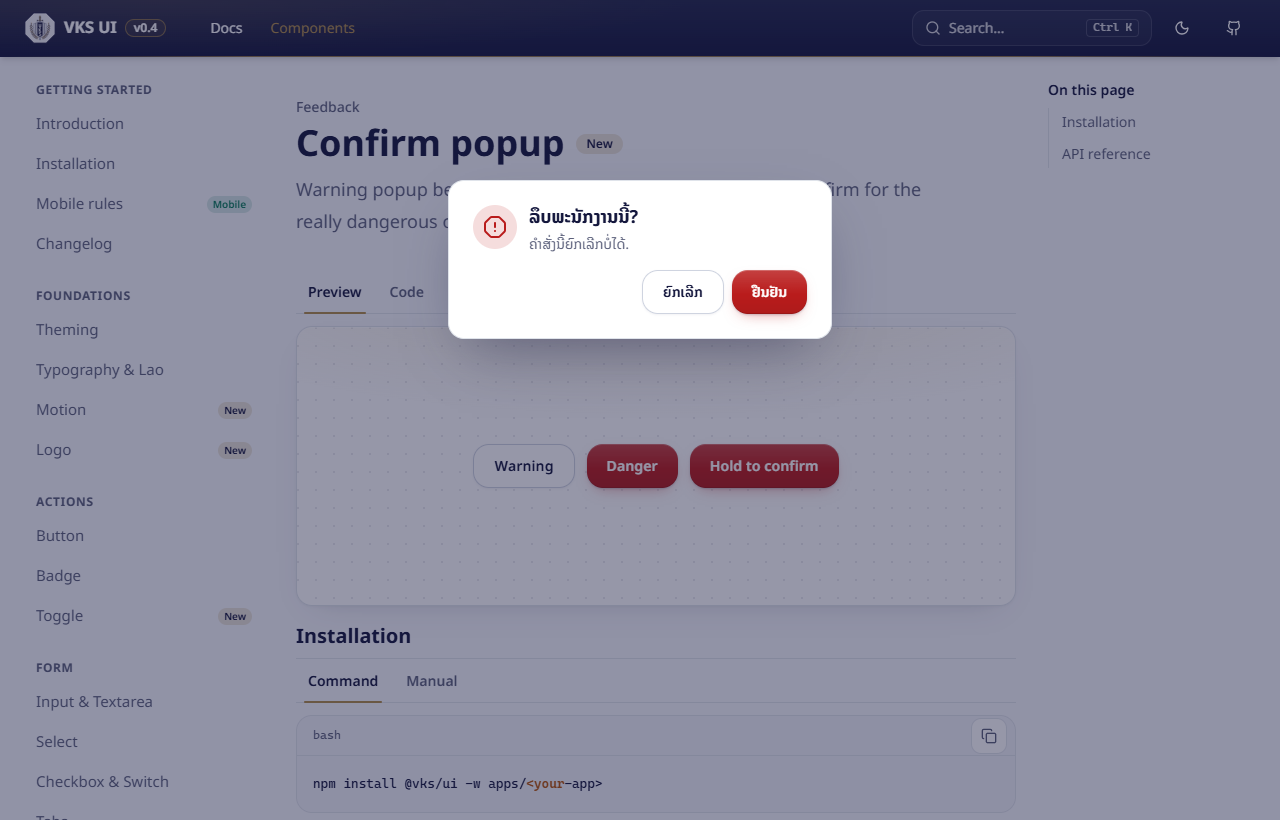 VKS UI v0.4 Docs Components Search... Ctrl K
GETTING STARTED
Introduction
Installation
Mobile rules Mobile
Changelog
FOUNDATIONS
Theming
Typography & Lao
Motion New
Logo New
ACTIONS
Button
Badge
Toggle New
FORM
Input & Textarea
Select
Checkbox & Switch
Feedback
Confirm popup New
Warning popup
firm for the
really dangerous
ລຶບພະນັກງານນີ້?
ຄຳສັ່ງນີ້ຍົກເລີກບໍ່ໄດ້.
ຍົກເລີກ ຢືນຢັນ
Preview Code
Warning Danger Hold to confirm
Installation
Command Manual
bash
npm install @vks/ui -w apps/<your-app>
On this page
Installation
API reference